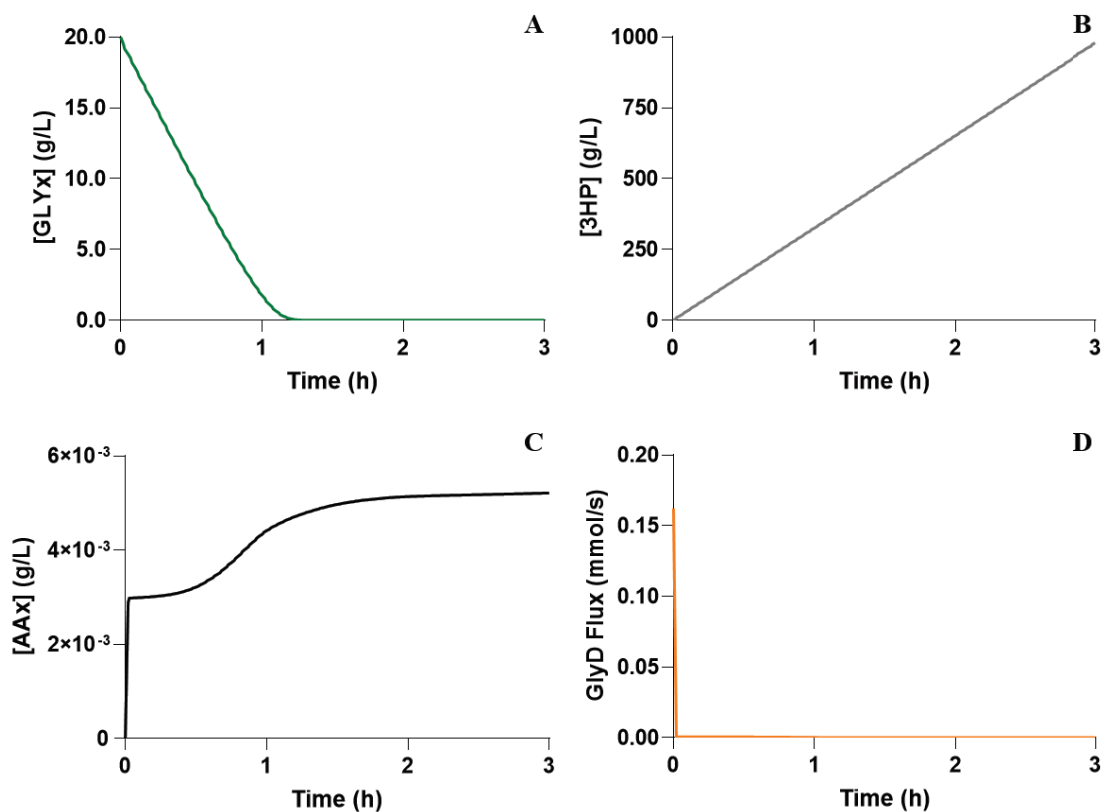 A
20.0
15.0
10.0
5.0
0.0
[GLYx] (g/L)
0 1 2 3
Time (h)
B
1000
750
500
250
0
[3HP] (g/L)
0 1 2 3
Time (h)
C
6×10⁻³
4×10⁻³
2×10⁻³
0
[AAx] (g/L)
0 1 2 3
Time (h)
D
0.20
0.15
0.10
0.05
0.00
GlyD Flux (mmol/s)
0 1 2 3
Time (h)